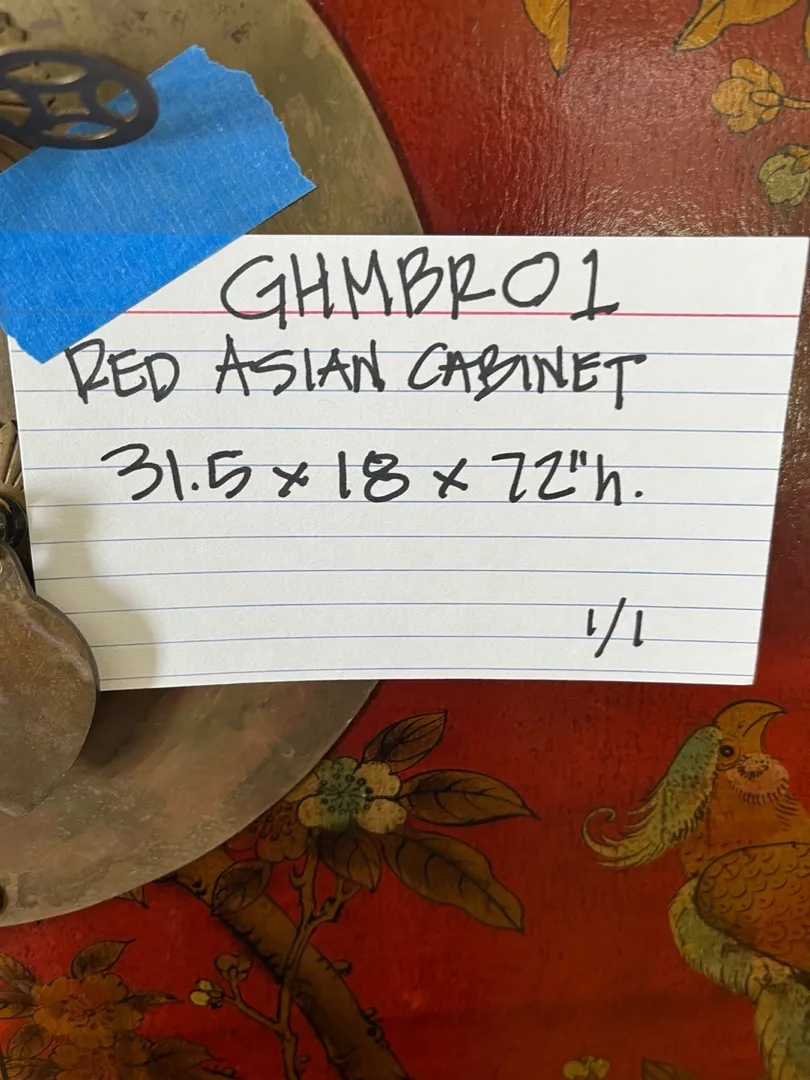 GHMBR01
RED ASIAN CABINET
31.5 x 18 x 72"h.
1/1